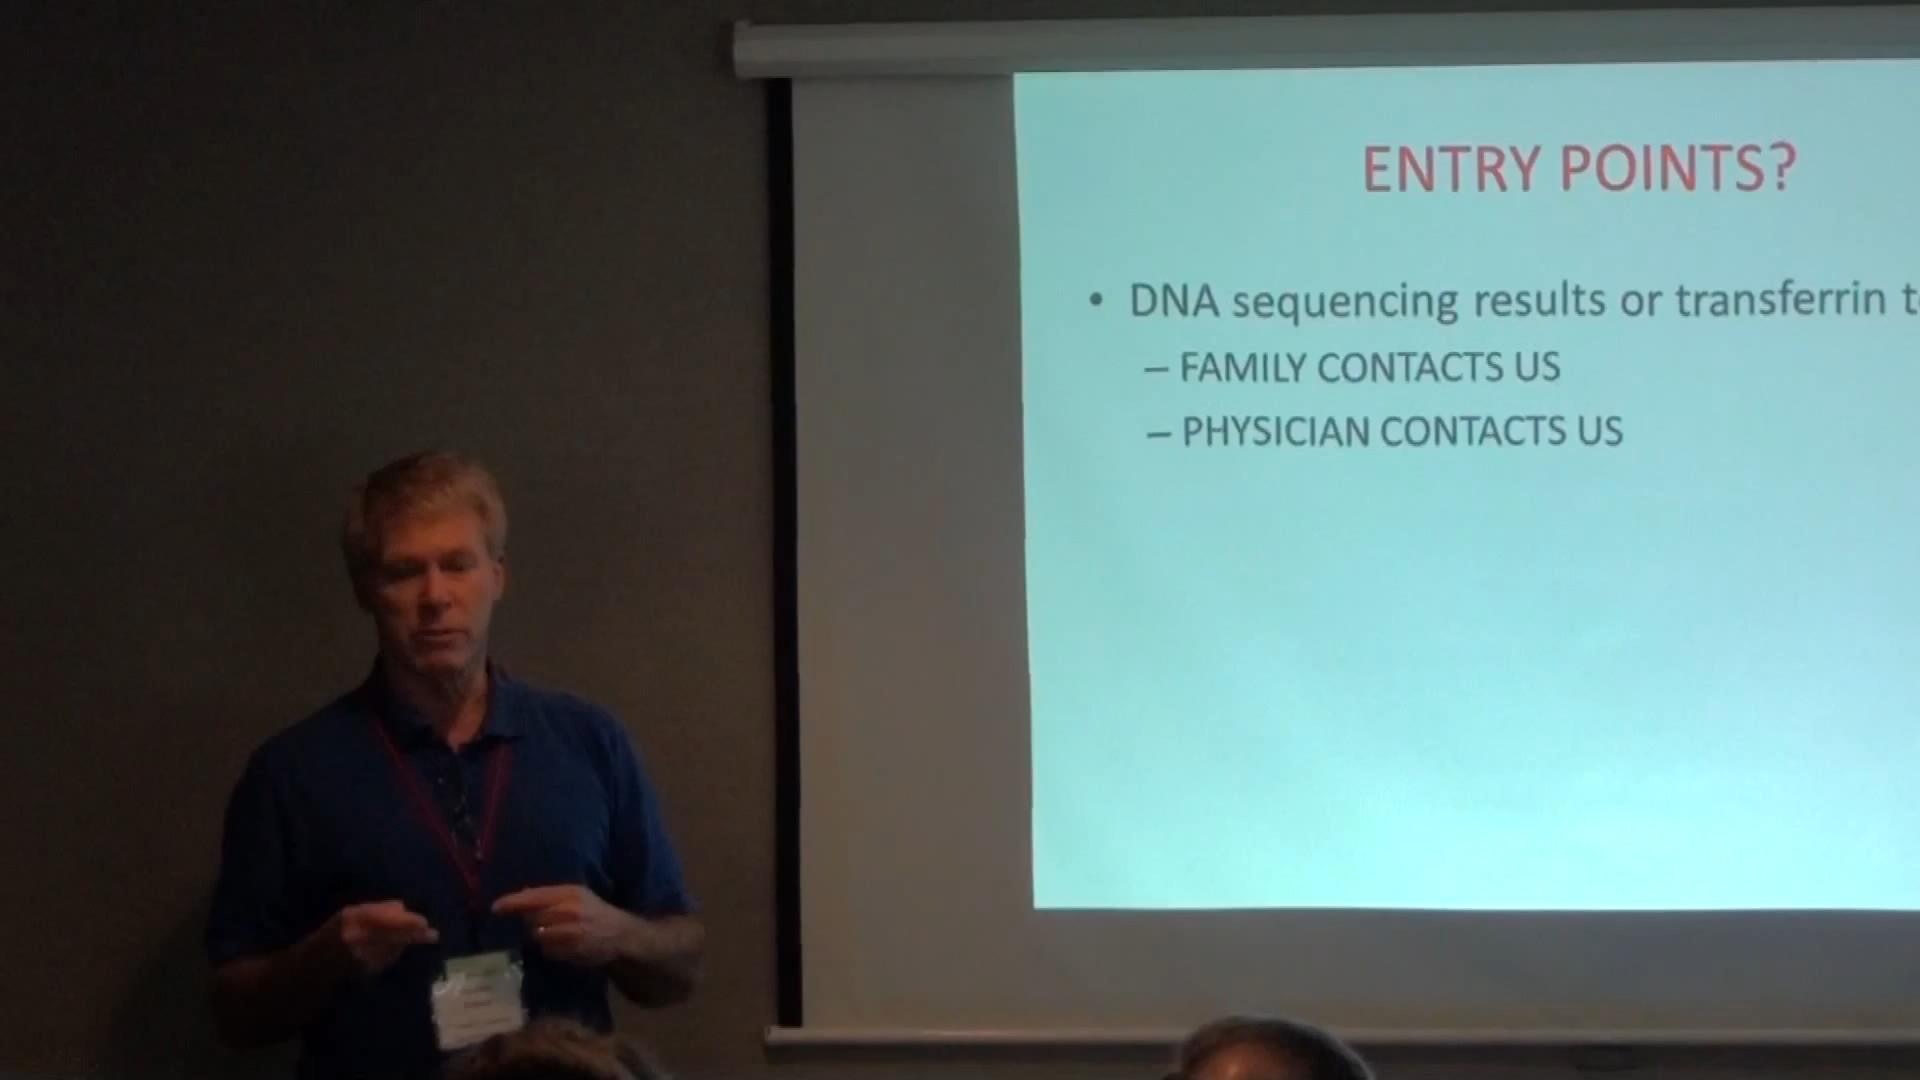 ENTRY POINTS?
• DNA sequencing results or transferrin t
– FAMILY CONTACTS US
– PHYSICIAN CONTACTS US